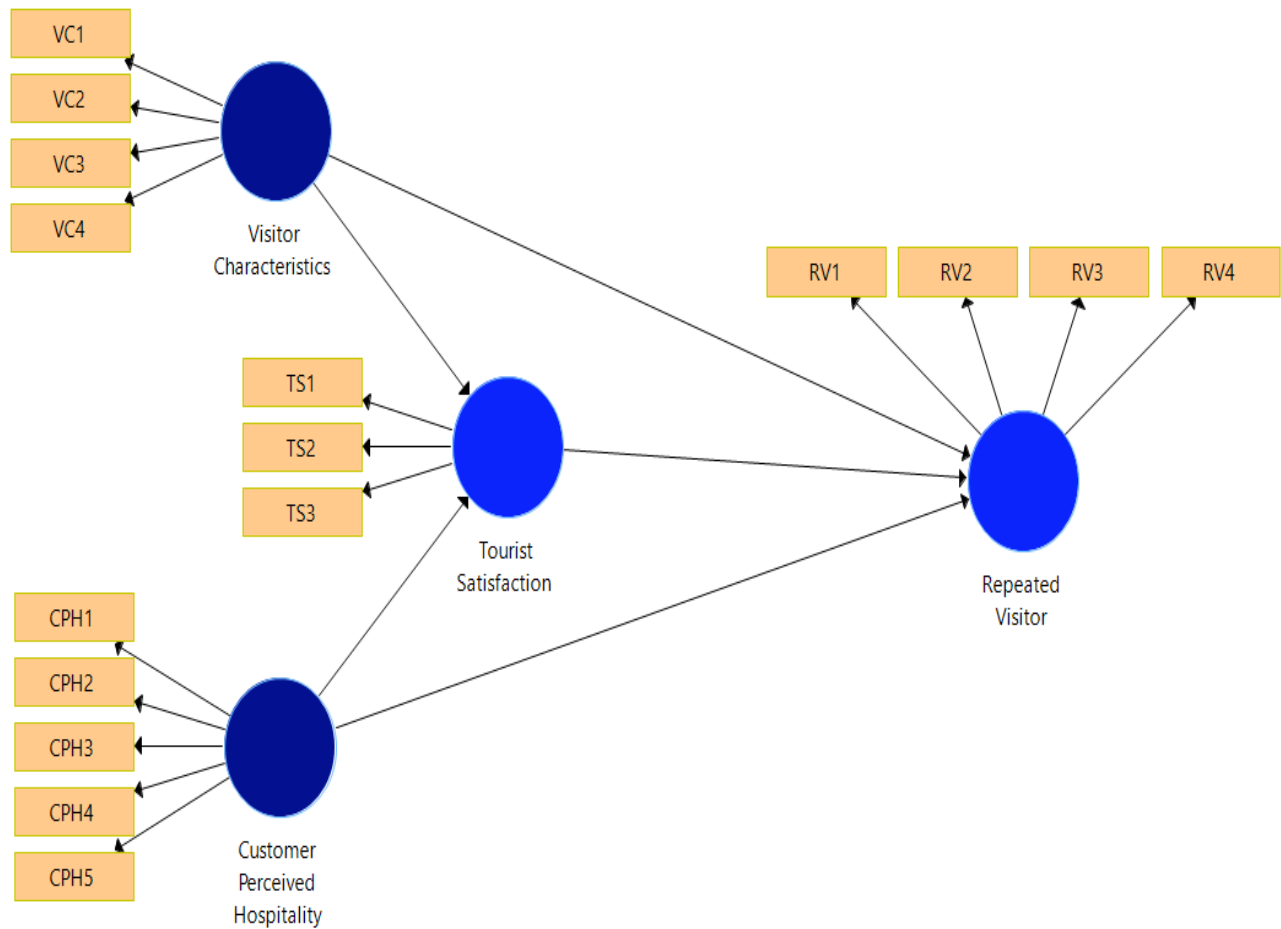 VC1
VC2
VC3
VC4
Visitor
Characteristics
RV1 RV2 RV3 RV4
TS1
TS2
TS3
Tourist
Satisfaction
Repeated
Visitor
CPH1
CPH2
CPH3
CPH4
CPH5
Customer
Perceived
Hospitality